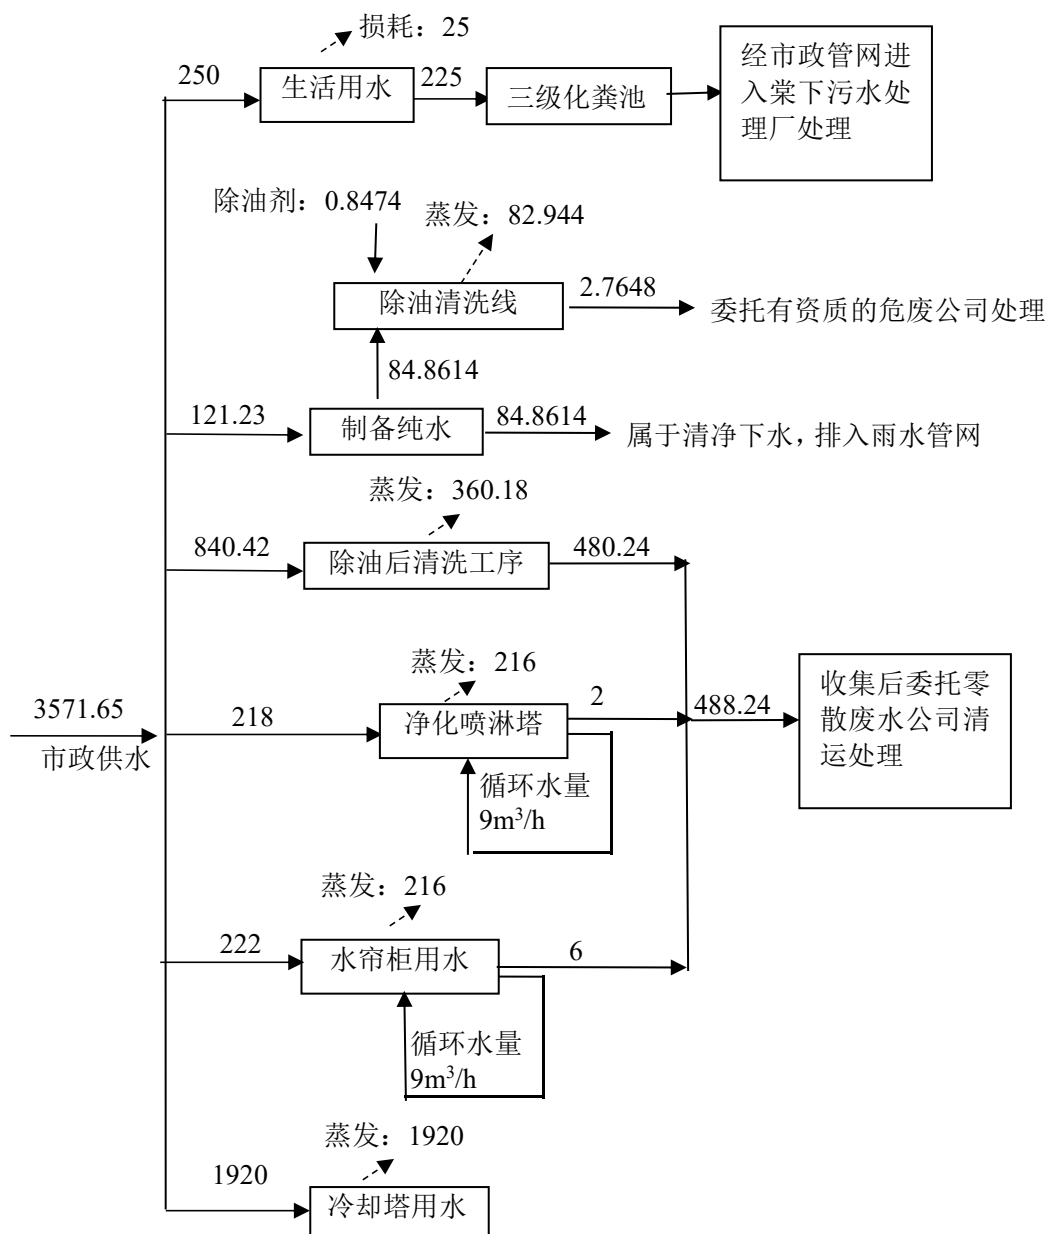 损耗：25
250
生活用水
225
三级化粪池
经市政管网进
入棠下污水处
理厂处理
除油剂：0.8474
蒸发：82.944
除油清洗线
2.7648
委托有资质的危废公司处理
84.8614
121.23
制备纯水
84.8614
属于清净下水，排入雨水管网
蒸发：360.18
840.42
除油后清洗工序
480.24
蒸发：216
3571.65
市政供水
218
净化喷淋塔
2
488.24
收集后委托零
散废水公司清
运处理
循环水量
9m³/h
蒸发：216
222
水帘柜用水
6
循环水量
9m³/h
蒸发：1920
1920
冷却塔用水